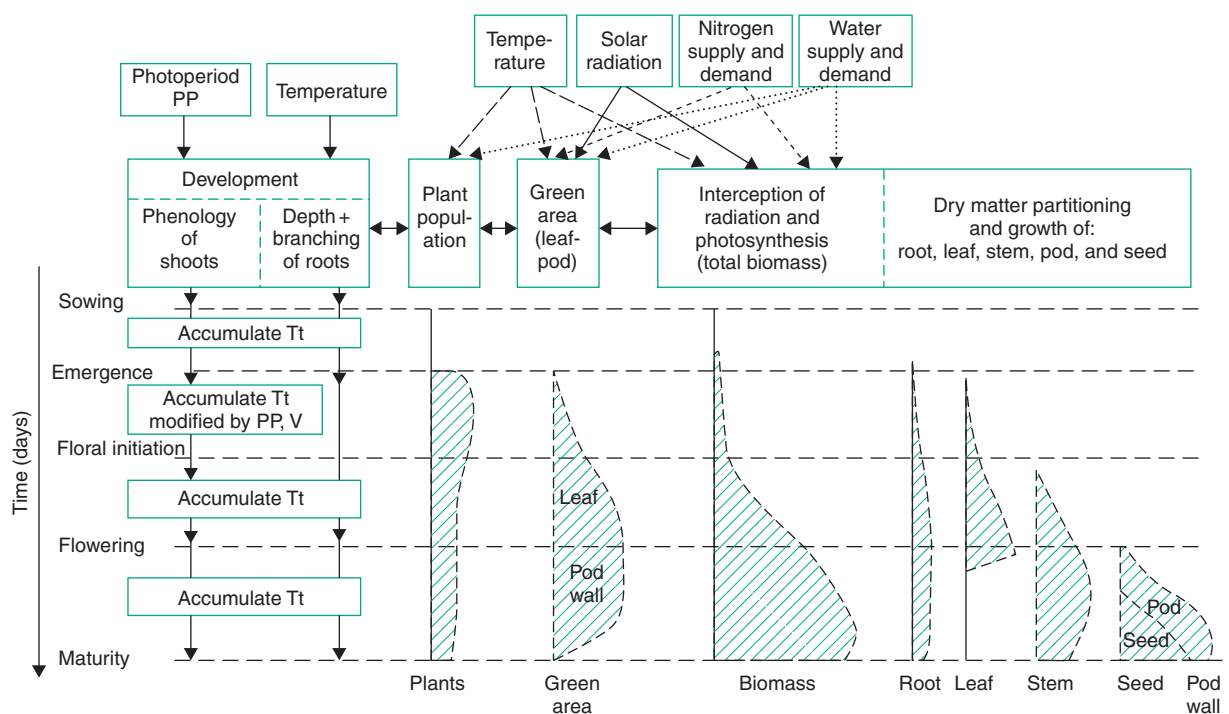 Tempe-
rature
Solar
radiation
Nitrogen
supply and
demand
Water
supply and
demand
Photoperiod
PP
Temperature
Development
Phenology
of
shoots
Depth +
branching
of roots
Plant
popul-
ation
Green
area
(leaf-
pod)
Interception of
radiation and
photosynthesis
(total biomass)
Dry matter partitioning
and growth of:
root, leaf, stem, pod, and seed
Time (days)
Sowing
Accumulate Tt
Emergence
Accumulate Tt
modified by PP, V
Floral initiation
Accumulate Tt
Flowering
Accumulate Tt
Maturity
Leaf
Pod
wall
Pod
Seed
Plants
Green
area
Biomass
Root
Leaf
Stem
Seed
Pod
wall